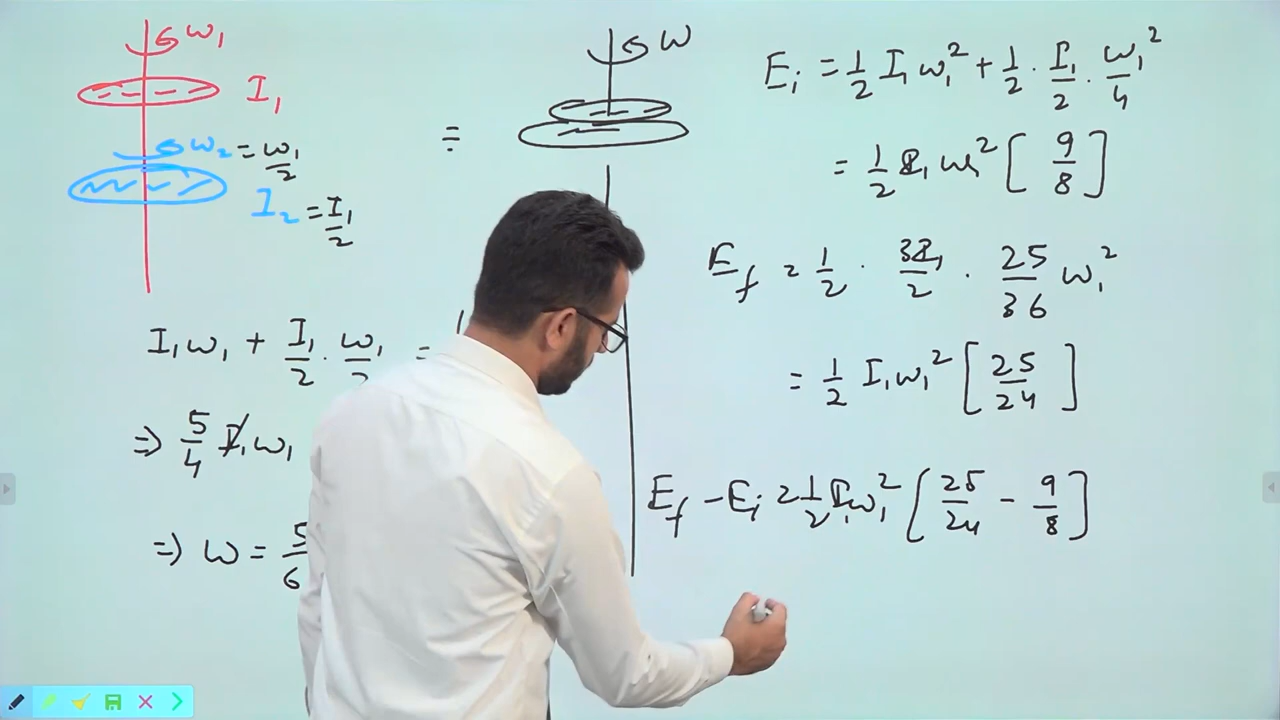 ω₁
I₁
ω₂ = ω₁/2
I₂ = I₁/2
I₁ω₁ + I₁/2 · ω₁/2 =
⇒ 5/4 I₁ω₁
⇒ ω = 5/6
÷
ω
Eᵢ = 1/2 I₁ω₁² + 1/2 · I₁/2 · ω₁²/4
= 1/2 I₁ω₁² [9/8]
E_f = 1/2 · 3I₁/2 · 25/36 ω₁²
= 1/2 I₁ω₁² [25/24]
E_f − Eᵢ = 1/2 I₁ω₁² [25/24 − 9/8]